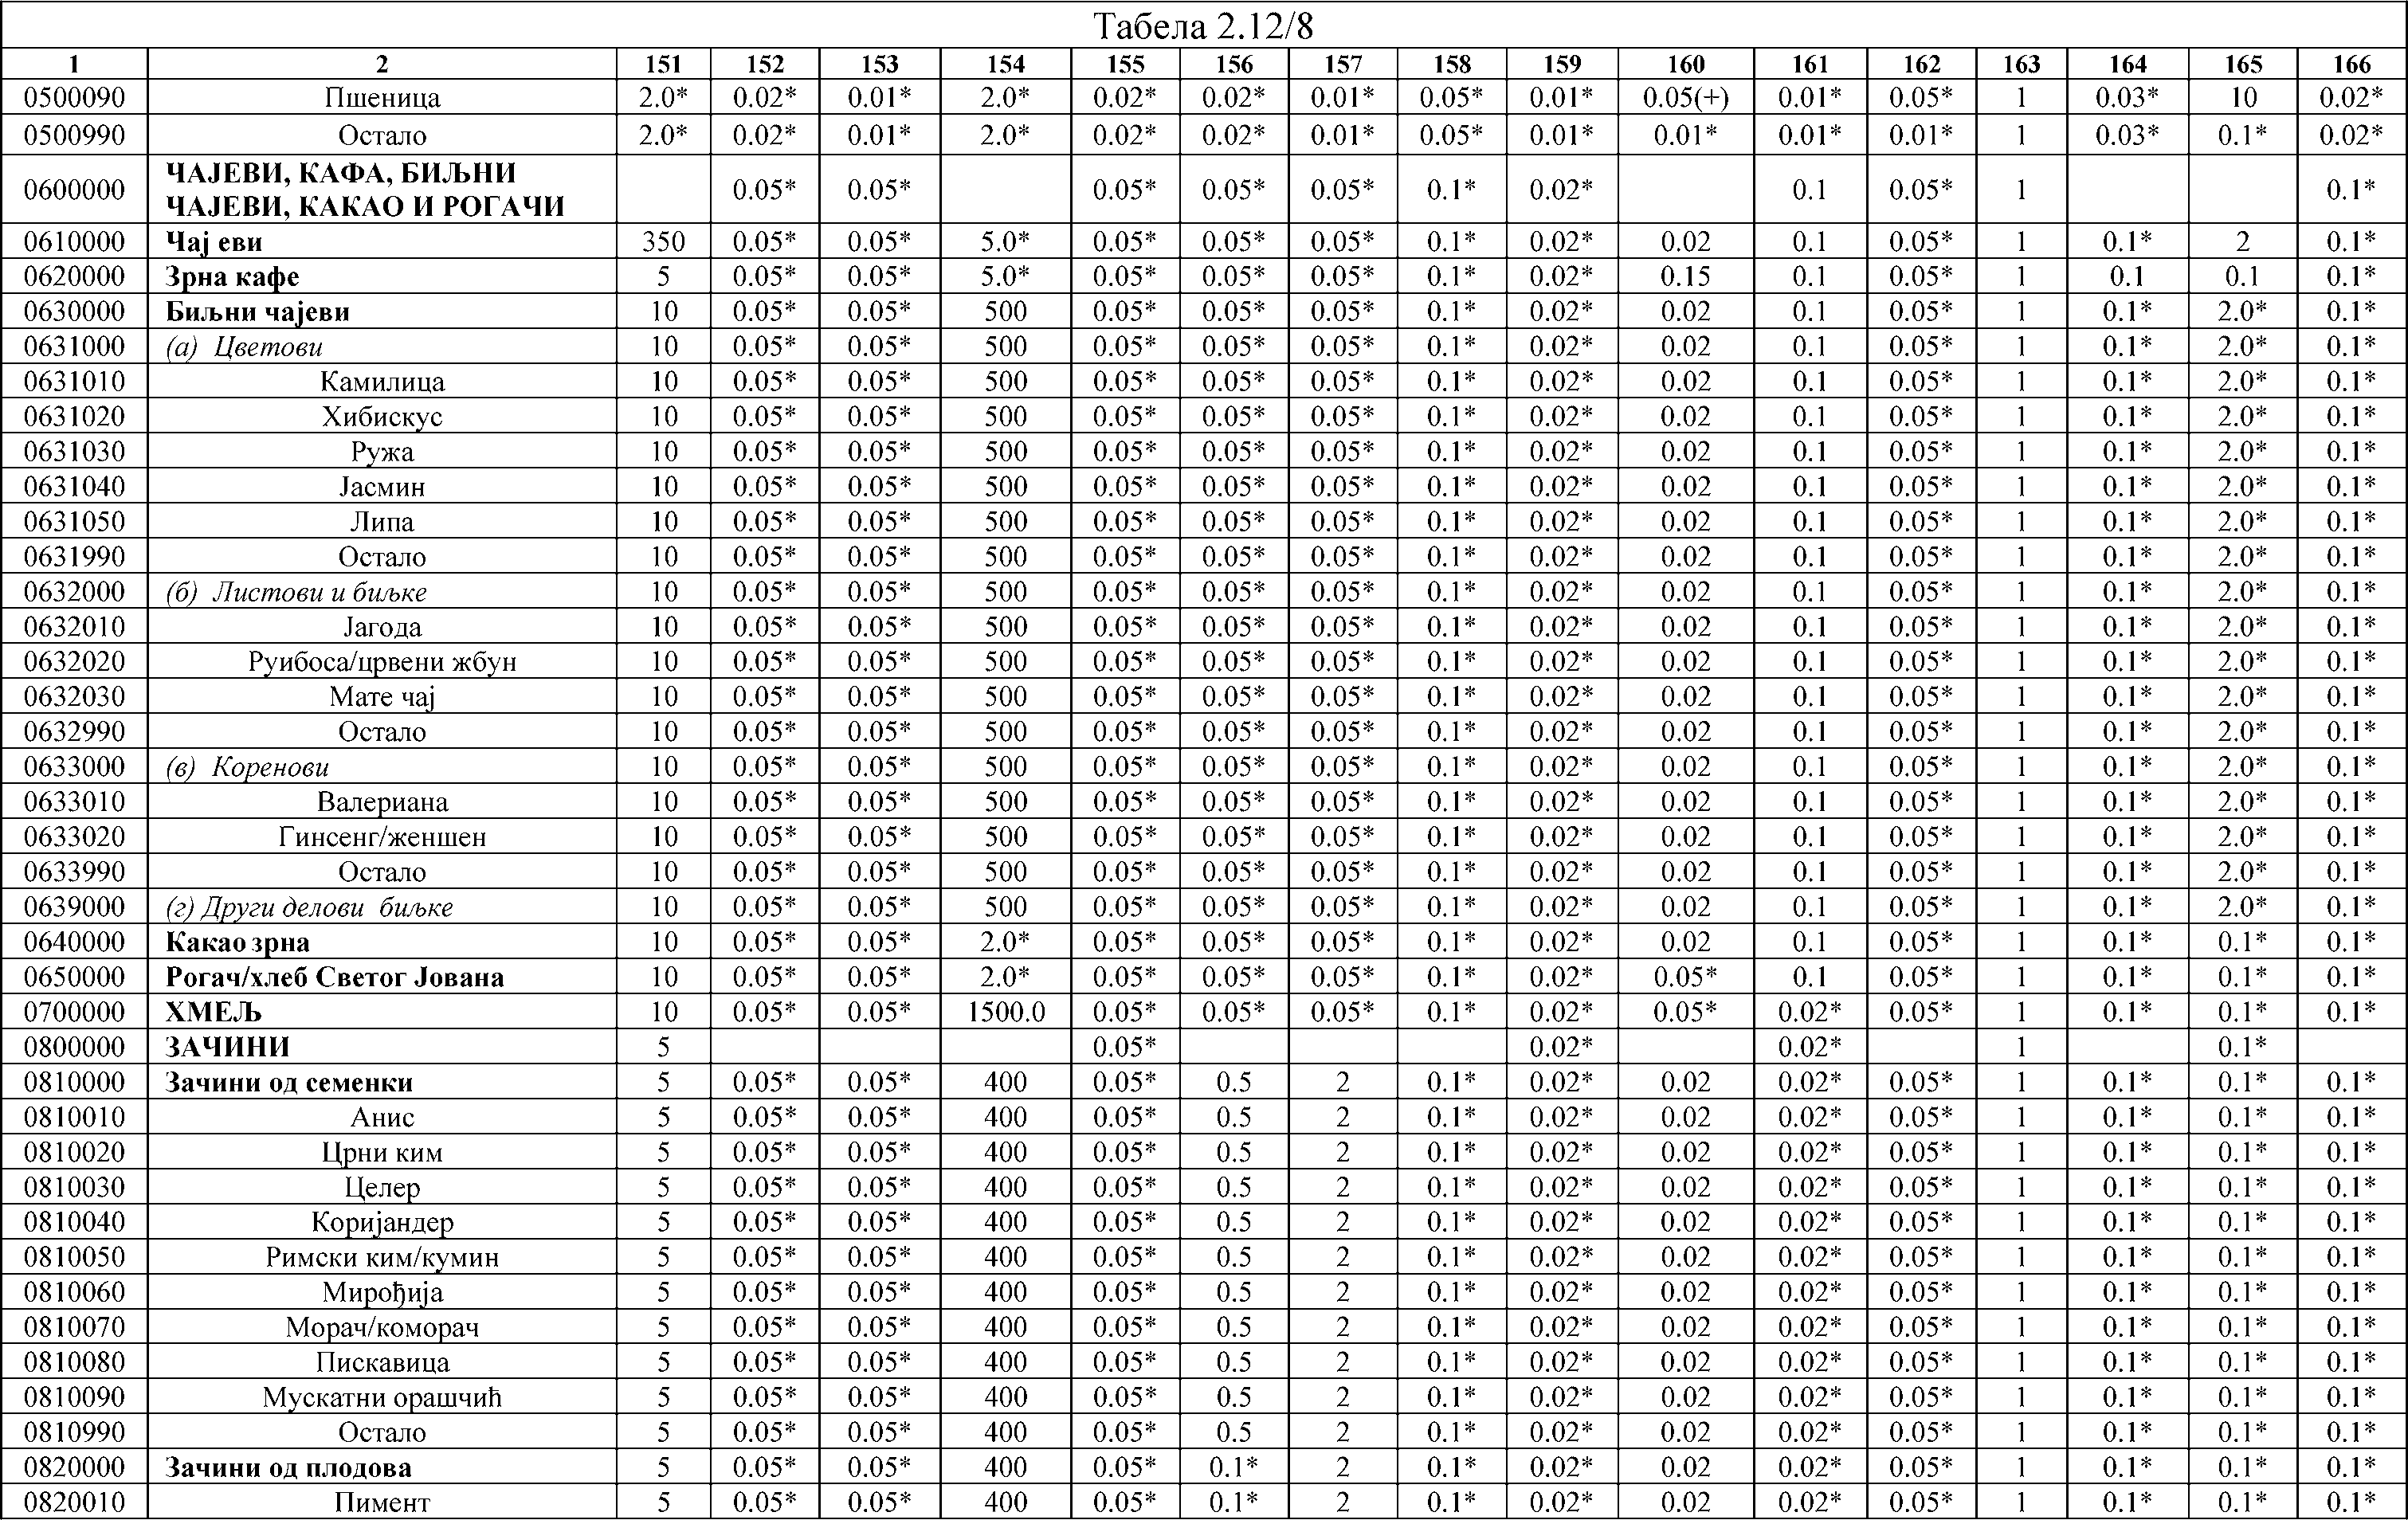 Табела 2.12/8
1 2 151 152 153 154 155 156 157 158 159 160 161 162 163 164 165 166
0500090 Пшеница 2.0* 0.02* 0.01* 2.0* 0.02* 0.02* 0.01* 0.05* 0.01* 0.05(+) 0.01* 0.05* 1 0.03* 10 0.02*
0500990 Остало 2.0* 0.02* 0.01* 2.0* 0.02* 0.02* 0.01* 0.05* 0.01* 0.01* 0.01* 0.01* 1 0.03* 0.1* 0.02*
ЧАЈЕВИ, КАФА, БИЉНИ
0600000 ЧАЈЕВИ, КАКАО И РОГАЧИ 0.05* 0.05* 0.05* 0.05* 0.05* 0.1* 0.02* 0.1 0.05* 1 0.1*
0610000 Чај еви 350 0.05* 0.05* 5.0* 0.05* 0.05* 0.05* 0.1* 0.02* 0.02 0.1 0.05* 1 0.1* 2 0.1*
0620000 Зрна кафе 5 0.05* 0.05* 5.0* 0.05* 0.05* 0.05* 0.1* 0.02* 0.15 0.1 0.05* 1 0.1 0.1 0.1*
0630000 Биљни чајеви 10 0.05* 0.05* 500 0.05* 0.05* 0.05* 0.1* 0.02* 0.02 0.1 0.05* 1 0.1* 2.0* 0.1*
0631000 (а) Цветови 10 0.05* 0.05* 500 0.05* 0.05* 0.05* 0.1* 0.02* 0.02 0.1 0.05* 1 0.1* 2.0* 0.1*
0631010 Камилица 10 0.05* 0.05* 500 0.05* 0.05* 0.05* 0.1* 0.02* 0.02 0.1 0.05* 1 0.1* 2.0* 0.1*
0631020 Хибискус 10 0.05* 0.05* 500 0.05* 0.05* 0.05* 0.1* 0.02* 0.02 0.1 0.05* 1 0.1* 2.0* 0.1*
0631030 Ружа 10 0.05* 0.05* 500 0.05* 0.05* 0.05* 0.1* 0.02* 0.02 0.1 0.05* 1 0.1* 2.0* 0.1*
0631040 Јасмин 10 0.05* 0.05* 500 0.05* 0.05* 0.05* 0.1* 0.02* 0.02 0.1 0.05* 1 0.1* 2.0* 0.1*
0631050 Липа 10 0.05* 0.05* 500 0.05* 0.05* 0.05* 0.1* 0.02* 0.02 0.1 0.05* 1 0.1* 2.0* 0.1*
0631990 Остало 10 0.05* 0.05* 500 0.05* 0.05* 0.05* 0.1* 0.02* 0.02 0.1 0.05* 1 0.1* 2.0* 0.1*
0632000 (б) Листови и биљке 10 0.05* 0.05* 500 0.05* 0.05* 0.05* 0.1* 0.02* 0.02 0.1 0.05* 1 0.1* 2.0* 0.1*
0632010 Јагода 10 0.05* 0.05* 500 0.05* 0.05* 0.05* 0.1* 0.02* 0.02 0.1 0.05* 1 0.1* 2.0* 0.1*
0632020 Руибоса/црвени жбун 10 0.05* 0.05* 500 0.05* 0.05* 0.05* 0.1* 0.02* 0.02 0.1 0.05* 1 0.1* 2.0* 0.1*
0632030 Мате чај 10 0.05* 0.05* 500 0.05* 0.05* 0.05* 0.1* 0.02* 0.02 0.1 0.05* 1 0.1* 2.0* 0.1*
0632990 Остало 10 0.05* 0.05* 500 0.05* 0.05* 0.05* 0.1* 0.02* 0.02 0.1 0.05* 1 0.1* 2.0* 0.1*
0633000 (в) Коренови 10 0.05* 0.05* 500 0.05* 0.05* 0.05* 0.1* 0.02* 0.02 0.1 0.05* 1 0.1* 2.0* 0.1*
0633010 Валериана 10 0.05* 0.05* 500 0.05* 0.05* 0.05* 0.1* 0.02* 0.02 0.1 0.05* 1 0.1* 2.0* 0.1*
0633020 Гинсенг/женшен 10 0.05* 0.05* 500 0.05* 0.05* 0.05* 0.1* 0.02* 0.02 0.1 0.05* 1 0.1* 2.0* 0.1*
0633990 Остало 10 0.05* 0.05* 500 0.05* 0.05* 0.05* 0.1* 0.02* 0.02 0.1 0.05* 1 0.1* 2.0* 0.1*
0639000 (г) Други делови биљке 10 0.05* 0.05* 500 0.05* 0.05* 0.05* 0.1* 0.02* 0.02 0.1 0.05* 1 0.1* 2.0* 0.1*
0640000 Какао зрна 10 0.05* 0.05* 2.0* 0.05* 0.05* 0.05* 0.1* 0.02* 0.02 0.1 0.05* 1 0.1* 0.1* 0.1*
0650000 Рогач/хлеб Светог Јована 10 0.05* 0.05* 2.0* 0.05* 0.05* 0.05* 0.1* 0.02* 0.05* 0.1 0.05* 1 0.1* 0.1* 0.1*
0700000 ХМЕЉ 10 0.05* 0.05* 1500.0 0.05* 0.05* 0.05* 0.1* 0.02* 0.05* 0.02* 0.05* 1 0.1* 0.1* 0.1*
0800000 ЗАЧИНИ 5 0.05* 0.02* 0.02* 1 0.1*
0810000 Зачини од семенки 5 0.05* 0.05* 400 0.05* 0.5 2 0.1* 0.02* 0.02 0.02* 0.05* 1 0.1* 0.1* 0.1*
0810010 Анис 5 0.05* 0.05* 400 0.05* 0.5 2 0.1* 0.02* 0.02 0.02* 0.05* 1 0.1* 0.1* 0.1*
0810020 Црни ким 5 0.05* 0.05* 400 0.05* 0.5 2 0.1* 0.02* 0.02 0.02* 0.05* 1 0.1* 0.1* 0.1*
0810030 Целер 5 0.05* 0.05* 400 0.05* 0.5 2 0.1* 0.02* 0.02 0.02* 0.05* 1 0.1* 0.1* 0.1*
0810040 Коријандер 5 0.05* 0.05* 400 0.05* 0.5 2 0.1* 0.02* 0.02 0.02* 0.05* 1 0.1* 0.1* 0.1*
0810050 Римски ким/кумин 5 0.05* 0.05* 400 0.05* 0.5 2 0.1* 0.02* 0.02 0.02* 0.05* 1 0.1* 0.1* 0.1*
0810060 Мирођија 5 0.05* 0.05* 400 0.05* 0.5 2 0.1* 0.02* 0.02 0.02* 0.05* 1 0.1* 0.1* 0.1*
0810070 Морач/коморач 5 0.05* 0.05* 400 0.05* 0.5 2 0.1* 0.02* 0.02 0.02* 0.05* 1 0.1* 0.1* 0.1*
0810080 Пискавица 5 0.05* 0.05* 400 0.05* 0.5 2 0.1* 0.02* 0.02 0.02* 0.05* 1 0.1* 0.1* 0.1*
0810090 Мускатни орашчић 5 0.05* 0.05* 400 0.05* 0.5 2 0.1* 0.02* 0.02 0.02* 0.05* 1 0.1* 0.1* 0.1*
0810990 Остало 5 0.05* 0.05* 400 0.05* 0.5 2 0.1* 0.02* 0.02 0.02* 0.05* 1 0.1* 0.1* 0.1*
0820000 Зачини од плодова 5 0.05* 0.05* 400 0.05* 0.1* 2 0.1* 0.02* 0.02 0.02* 0.05* 1 0.1* 0.1* 0.1*
0820010 Пимент 5 0.05* 0.05* 400 0.05* 0.1* 2 0.1* 0.02* 0.02 0.02* 0.05* 1 0.1* 0.1* 0.1*